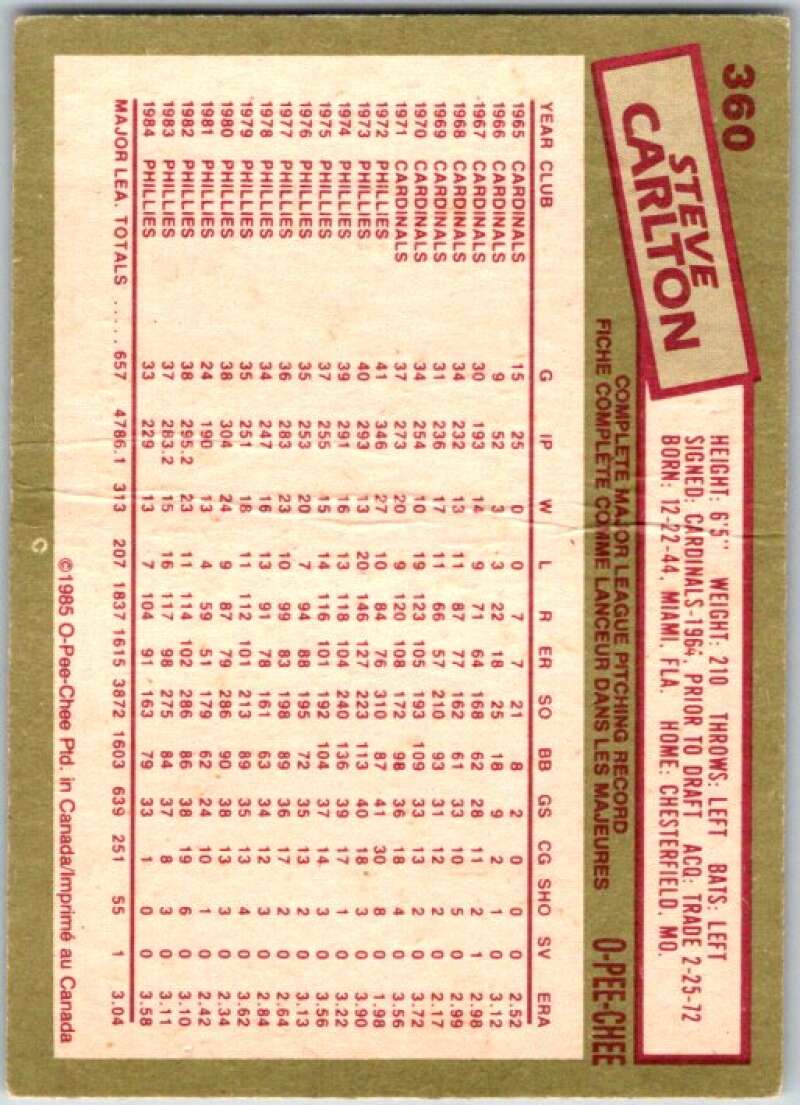 360
STEVE
CARLTON
HEIGHT: 6'5" WEIGHT: 210 THROWS: LEFT BATS: LEFT
SIGNED: CARDINALS-1964, PRIOR TO DRAFT ACQ: TRADE 2-25-72
BORN: 12-22-44, MIAMI, FLA. HOME: CHESTERFIELD, MO.
COMPLETE MAJOR LEAGUE PITCHING RECORD
FICHE COMPLÈTE COMME LANCEUR DANS LES MAJEURES
O-PEE-CHEE
YEAR CLUB G IP W L R ER SO BB GS CG SHO SV ERA
1965 CARDINALS 15 25 0 0 7 7 21 8 2 0 0 0 2.52
1966 CARDINALS 9 52 3 3 22 18 25 18 9 2 1 0 3.12
1967 CARDINALS 30 193 14 9 71 64 168 62 28 11 2 1 2.98
1968 CARDINALS 34 232 13 11 87 77 162 61 33 10 5 0 2.99
1969 CARDINALS 31 236 17 11 66 57 210 93 31 12 2 0 2.17
1970 CARDINALS 34 254 10 19 123 105 193 109 33 13 2 0 3.72
1971 CARDINALS 37 273 20 9 120 108 172 98 36 18 4 0 3.56
1972 PHILLIES 41 346 27 10 84 76 310 87 41 30 8 0 1.98
1973 PHILLIES 40 293 13 20 146 127 223 113 40 18 3 0 3.90
1974 PHILLIES 39 291 16 13 118 104 240 136 39 17 1 0 3.22
1975 PHILLIES 37 255 15 14 116 101 192 104 37 14 3 0 3.56
1976 PHILLIES 35 253 20 7 94 88 195 72 35 13 2 0 3.13
1977 PHILLIES 36 283 23 10 99 83 198 89 36 17 2 0 2.64
1978 PHILLIES 34 247 16 13 91 78 161 63 34 12 3 0 2.84
1979 PHILLIES 35 251 18 11 112 101 213 89 35 13 4 0 3.62
1980 PHILLIES 38 304 24 9 87 79 286 90 38 13 3 0 2.34
1981 PHILLIES 24 190 13 4 59 51 179 62 24 10 1 0 2.42
1982 PHILLIES 38 295.2 23 11 114 102 286 86 38 19 6 0 3.10
1983 PHILLIES 37 283.2 15 16 117 98 275 84 37 8 3 0 3.11
1984 PHILLIES 33 229 13 7 104 91 163 79 33 1 0 0 3.58
MAJOR LEA. TOTALS ..... 657 4786.1 313 207 1837 1615 3872 1603 639 251 55 1 3.04
©1985 O-Pee-Chee Ptd. in Canada/Imprimé au Canada
C